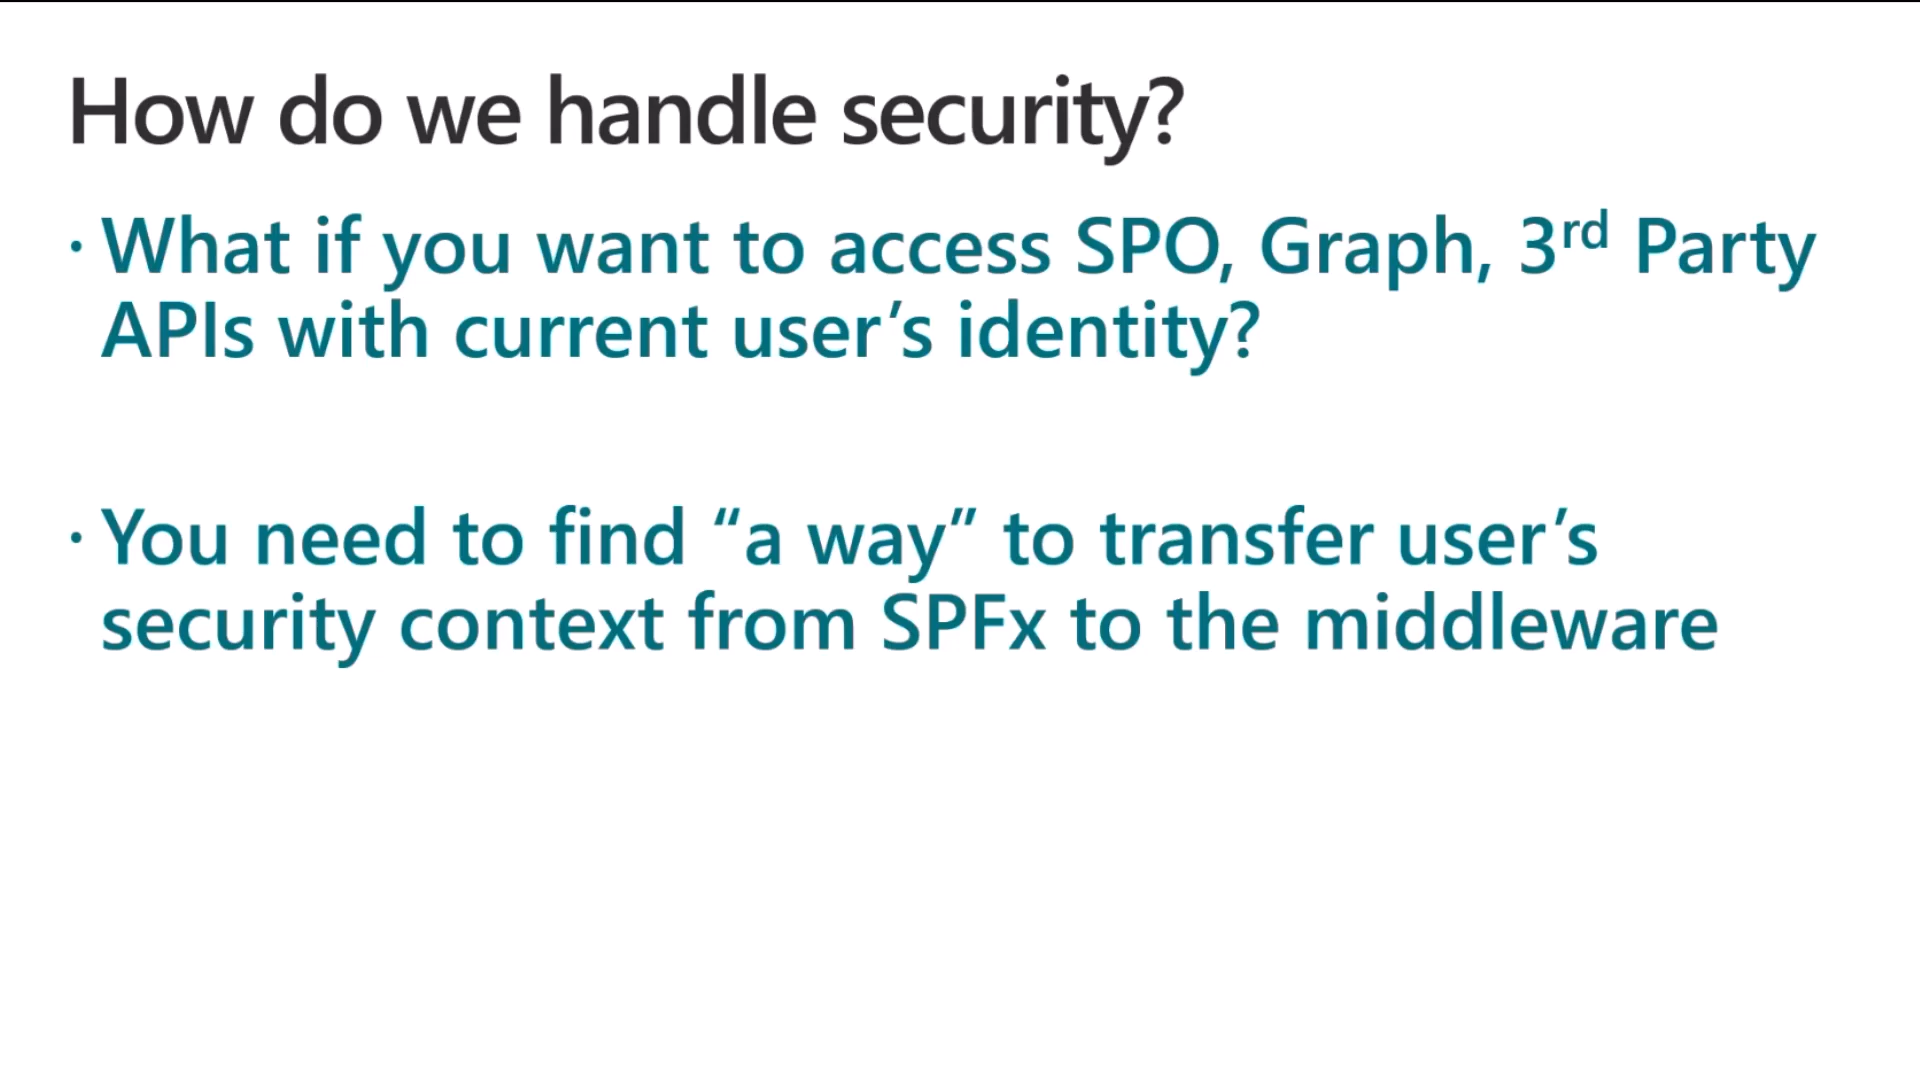 How do we handle security?
· What if you want to access SPO, Graph, 3rd Party
APIs with current user’s identity?
· You need to find “a way” to transfer user’s
security context from SPFx to the middleware